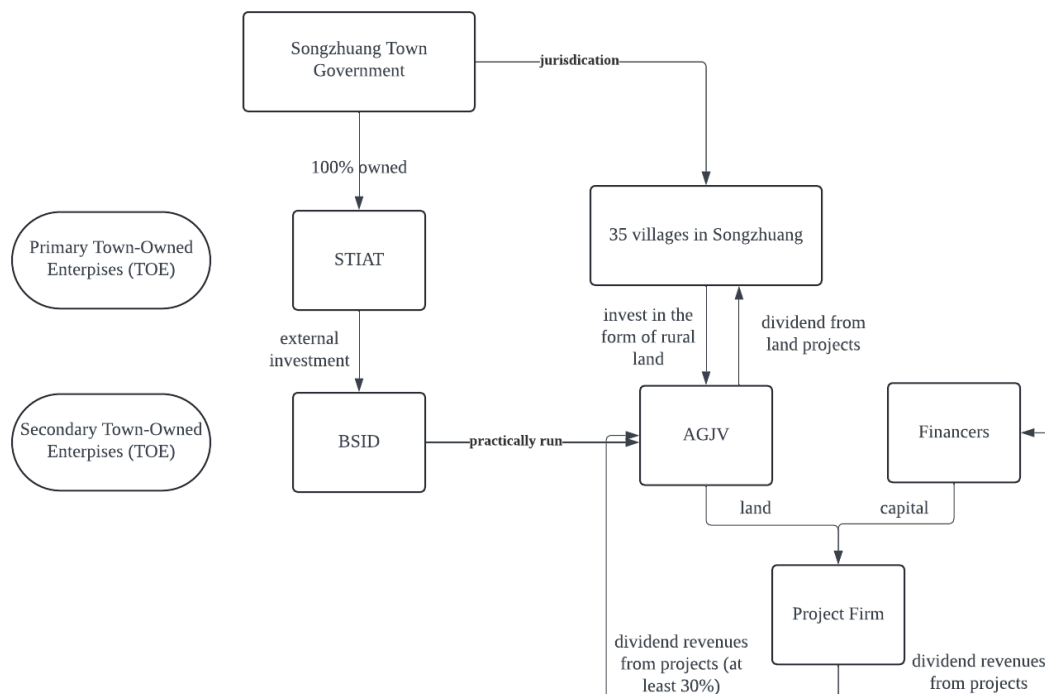 Songzhuang Town
Government
jurisdication
100% owned
Primary Town-Owned
Enterpises (TOE)
STIAT
35 villages in Songzhuang
external
investment
invest in the
form of rural
land
dividend from
land projects
Secondary Town-Owned
Enterpises (TOE)
BSID
practically run
AGJV
Financers
land
capital
Project Firm
dividend revenues
from projects (at
least 30%)
dividend revenues
from projects